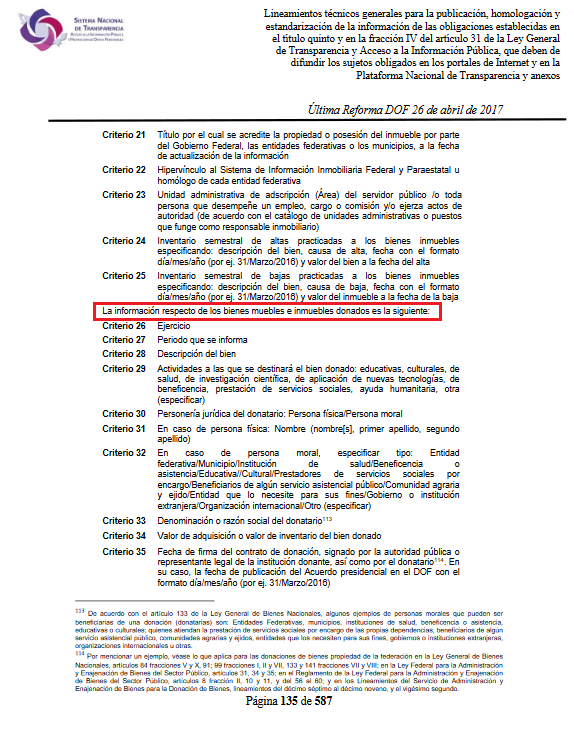 SISTEMA NACIONAL
DE TRANSPARENCIA
ACCESO A LA INFORMACIÓN PÚBLICA
Y PROTECCIÓN DE DATOS PERSONALES
Lineamientos técnicos generales para la publicación, homologación y
estandarización de la información de las obligaciones establecidas en
el título quinto y en la fracción IV del artículo 31 de la Ley General
de Transparencia y Acceso a la Información Pública, que deben de
difundir los sujetos obligados en los portales de Internet y en la
Plataforma Nacional de Transparencia y anexos
Última Reforma DOF 26 de abril de 2017
Criterio 21 Título por el cual se acredite la propiedad o posesión del inmueble por parte
del Gobierno Federal, las entidades federativas o los municipios, a la fecha
de actualización de la información
Criterio 22 Hipervínculo al Sistema de Información Inmobiliaria Federal y Paraestatal u
homólogo de cada entidad federativa
Criterio 23 Unidad administrativa de adscripción (Área) del servidor público /o toda
persona que desempeñe un empleo, cargo o comisión y/o ejerza actos de
autoridad (de acuerdo con el catálogo de unidades administrativas o puestos
que funge como responsable inmobiliario)
Criterio 24 Inventario semestral de altas practicadas a los bienes inmuebles
especificando: descripción del bien, causa de alta, fecha con el formato
día/mes/año (por ej. 31/Marzo/2016) y valor del bien a la fecha del alta
Criterio 25 Inventario semestral de bajas practicadas a los bienes inmuebles
especificando: descripción del bien, causa de baja, fecha con el formato
día/mes/año (por ej. 31/Marzo/2016) y valor del inmueble a la fecha de la baja
La información respecto de los bienes muebles e inmuebles donados es la siguiente:
Criterio 26 Ejercicio
Criterio 27 Periodo que se informa
Criterio 28 Descripción del bien
Criterio 29 Actividades a las que se destinará el bien donado: educativas, culturales, de
salud, de investigación científica, de aplicación de nuevas tecnologías, de
beneficencia, prestación de servicios sociales, ayuda humanitaria, otra
(especificar)
Criterio 30 Personería jurídica del donatario: Persona física/Persona moral
Criterio 31 En caso de persona física: Nombre (nombre[s], primer apellido, segundo
apellido)
Criterio 32 En caso de persona moral, especificar tipo: Entidad
federativa/Municipio/Institución de salud/Beneficencia o
asistencia/Educativa//Cultural/Prestadores de servicios sociales por
encargo/Beneficiarios de algún servicio asistencial público/Comunidad agraria
y ejido/Entidad que lo necesite para sus fines/Gobierno o institución
extranjera/Organización internacional/Otro (especificar)
Criterio 33 Denominación o razón social del donatario113
Criterio 34 Valor de adquisición o valor de inventario del bien donado
Criterio 35 Fecha de firma del contrato de donación, signado por la autoridad pública o
representante legal de la institución donante, así como por el donatario114. En
su caso, la fecha de publicación del Acuerdo presidencial en el DOF con el
formato día/mes/año (por ej. 31/Marzo/2016)
113 De acuerdo con el artículo 133 de la Ley General de Bienes Nacionales, algunos ejemplos de personas morales que pueden ser
beneficiarias de una donación (donatarias) son: Entidades Federativas, municipios, instituciones de salud, beneficencia o asistencia,
educativas o culturales; quienes atiendan la prestación de servicios sociales por encargo de las propias dependencias, beneficiarios de algún
servicio asistencial público, comunidades agrarias y ejidos, entidades que los necesiten para sus fines, gobiernos o instituciones extranjeras,
organizaciones internacionales u otras.
114 Por mencionar un ejemplo, véase lo que aplica para las donaciones de bienes propiedad de la federación en la Ley General de Bienes
Nacionales, artículos 84 fracciones V y X, 91; 99 fracciones I, II y VII, 133 y 141 fracciones VII y VIII; en la Ley Federal para la Administración
y Enajenación de Bienes del Sector Público, artículos 31, 34 y 35; en el Reglamento de la Ley Federal para la Administración y Enajenación
de Bienes del Sector Público, artículos 8 fracción II, 10 y 11, y del 56 al 60; y en los Lineamientos del Servicio de Administración y
Enajenación de Bienes para la Donación de Bienes, lineamientos del décimo séptimo al décimo noveno, y el vigésimo segundo.
Página 135 de 587